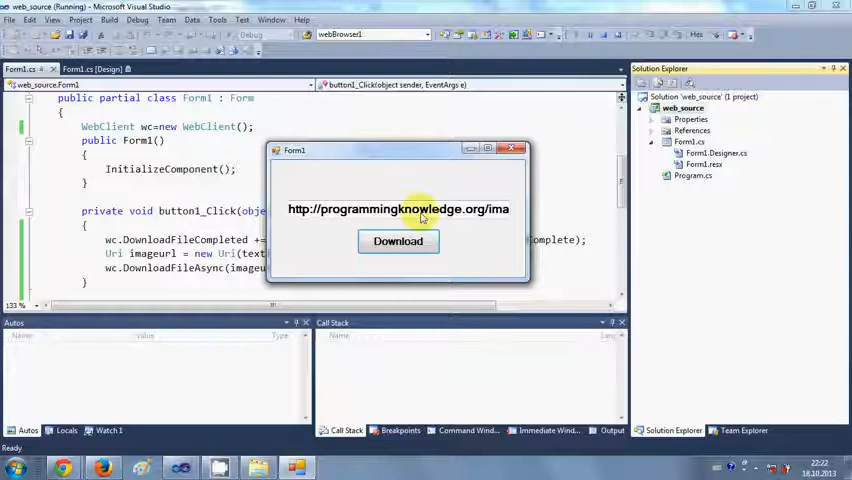 web_source (Running) - Microsoft Visual Studio
File Edit View Project Build Debug Team Data Tools Test Window Help
Debug webBrowser1 Hex
Form1.cs Form1.cs [Design]
web_source.Form1 button1_Click(object sender, EventArgs e)
public partial class Form1 : Form
{
WebClient wc=new WebClient();
public Form1()
{
InitializeComponent();
}
private void button1_Click(obje
{
wc.DownloadFileCompleted += Complete);
Uri imageurl = new Uri(text
wc.DownloadFileAsync(imageu
}
133 %
Form1
http://programmingknowledge.org/ima
Download
Solution Explorer
Solution 'web_source' (1 project)
web_source
Properties
References
Form1.cs
Form1.Designer.cs
Form1.resx
Program.cs
Autos
Name Value Type
Call Stack
Name Lang
Autos Locals Watch 1
Call Stack Breakpoints Command Win... Immediate Wind... Output
Solution Explorer Team Explorer
Ready
22:22
18.10.2013